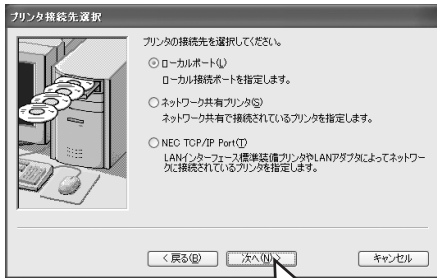 プリンタ接続先選択
プリンタの接続先を選択してください。
ローカルポート(L)
ローカル接続ポートを指定します。
ネットワーク共有プリンタ(S)
ネットワーク共有で接続されているプリンタを指定します。
NEC TCP/IP Port(T)
LANインターフェース標準装備プリンタやLANアダプタによってネットワー
クに接続されているプリンタを指定します。
< 戻る(B) 次へ(N) > キャンセル